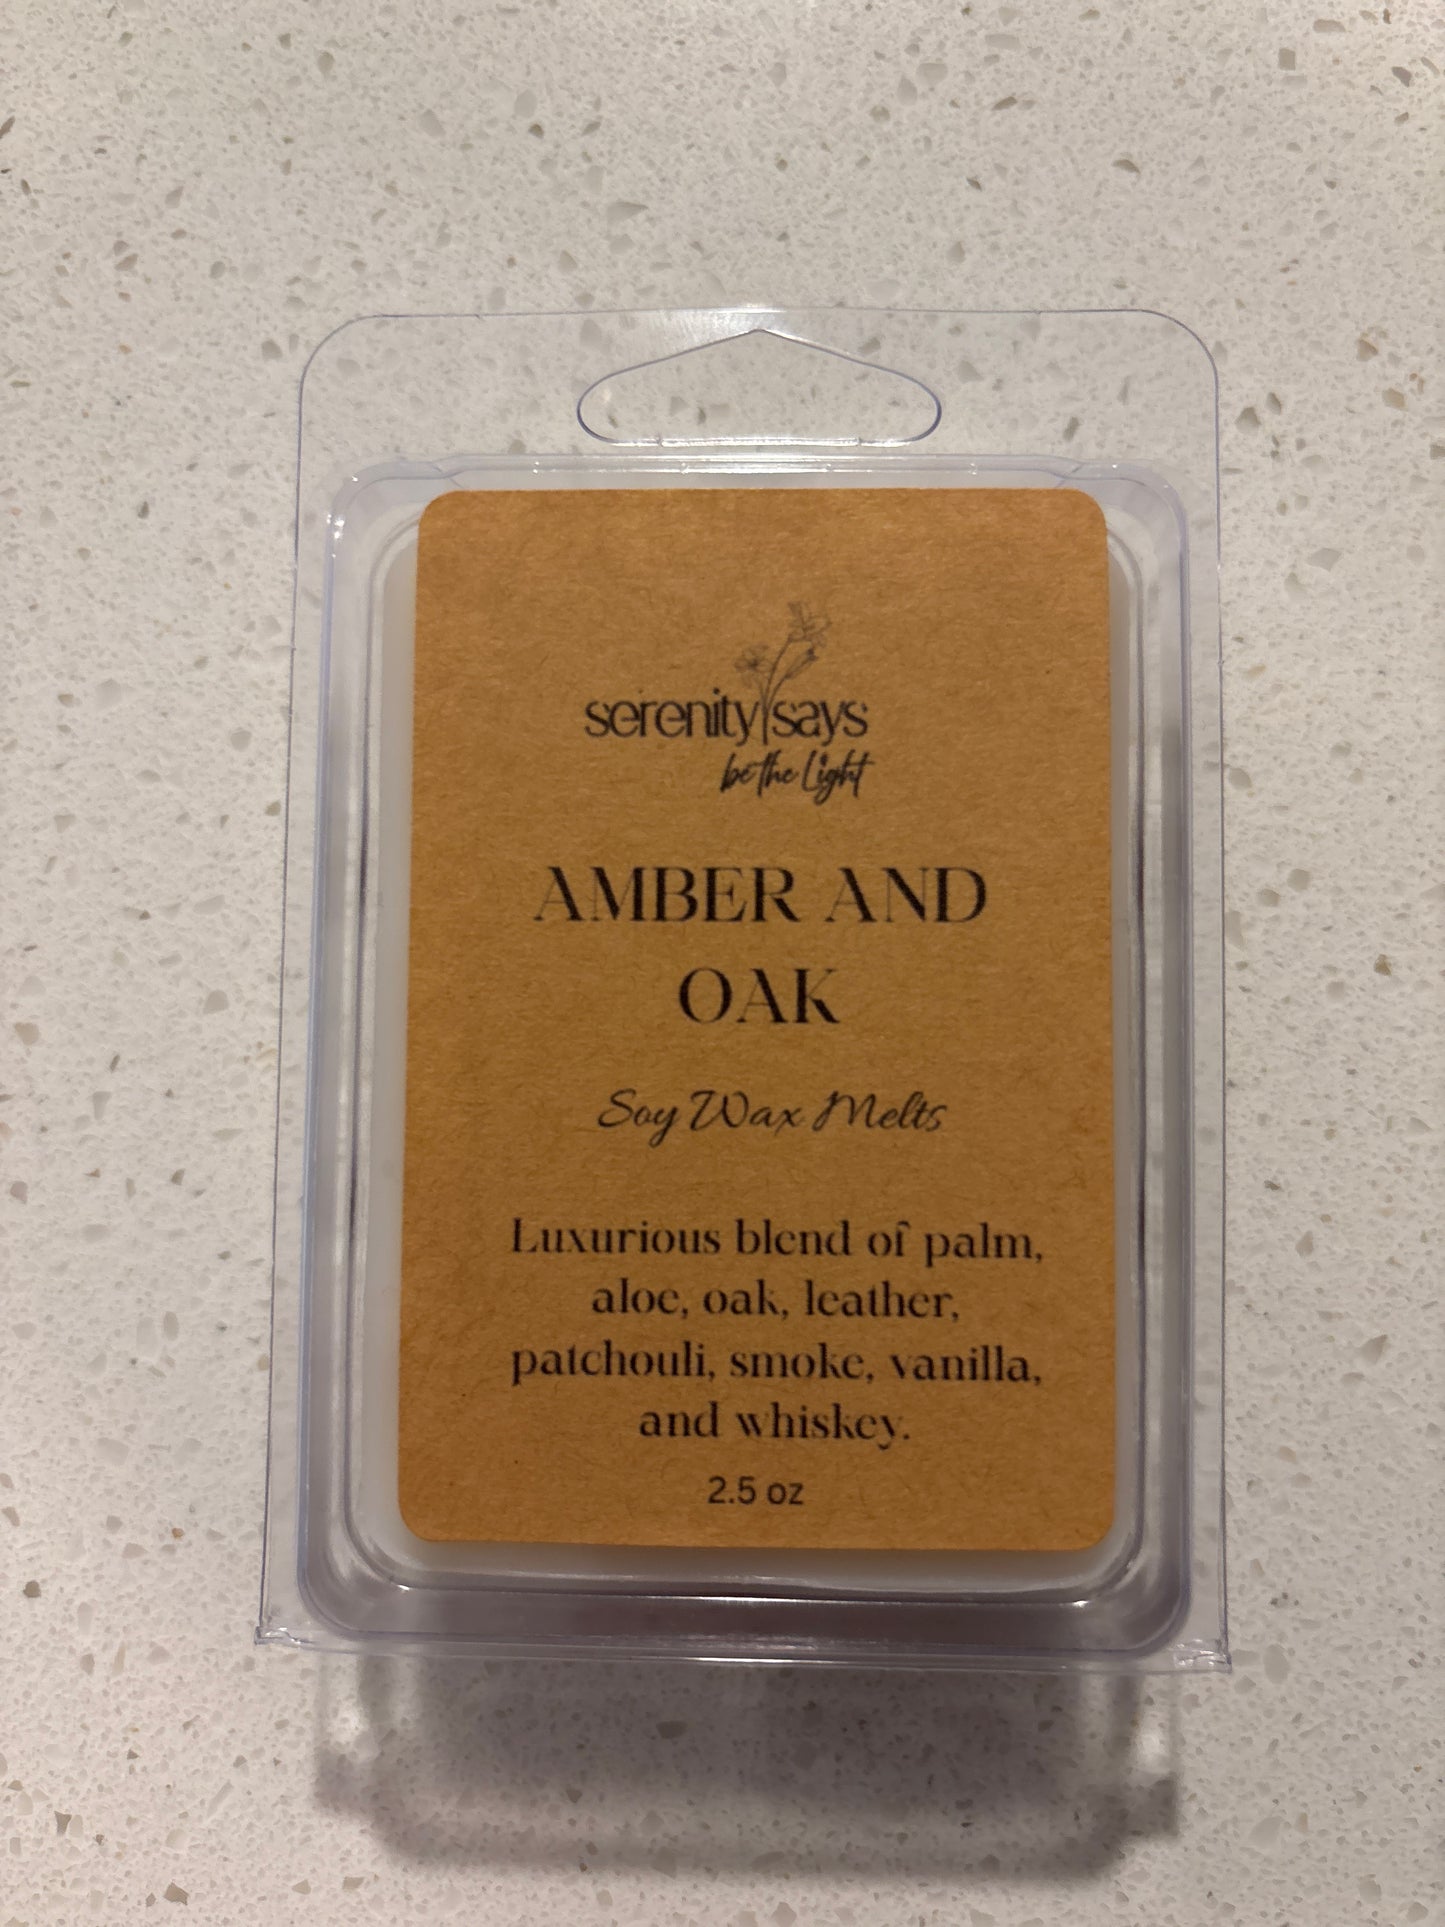 serenity says
be the Light
AMBER AND
OAK
Soy Wax Melts
Luxurious blend of palm,
aloe, oak, leather,
patchouli, smoke, vanilla,
and whiskey.
2.5 oz